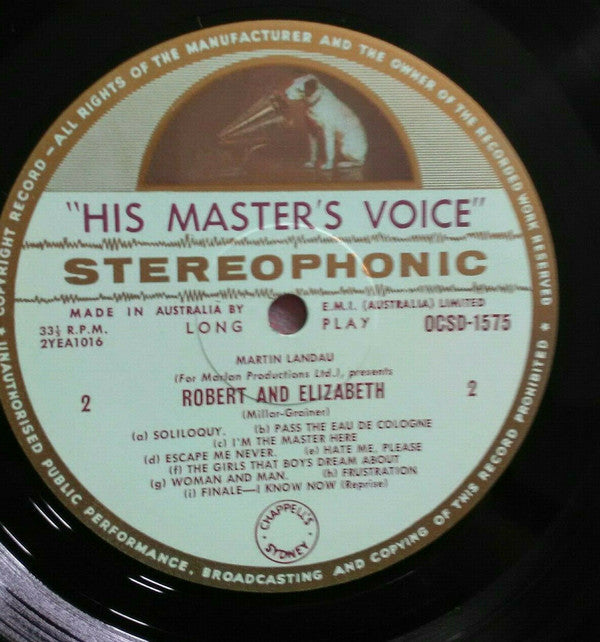 COPYRIGHT RECORD – ALL RIGHTS OF THE MANUFACTURER AND THE OWNER OF THE RECORDED WORK RESERVED
"HIS MASTER'S VOICE"
STEREOPHONIC
MADE IN AUSTRALIA BY E.M.I. (AUSTRALIA) LIMITED
33⅓ R.P.M. LONG PLAY OCSD-1575
2YEA1016
MARTIN LANDAU
(For Marlan Productions Ltd.), presents
2 ROBERT AND ELIZABETH 2
(Millar-Grainer)
(a) SOLILOQUY. (b) PASS THE EAU DE COLOGNE
(c) I'M THE MASTER HERE
(d) ESCAPE ME NEVER. (e) HATE ME, PLEASE
(f) THE GIRLS THAT BOYS DREAM ABOUT
(g) WOMAN AND MAN. (h) FRUSTRATION
(i) FINALE—I KNOW NOW (Reprise)
CHAPPELL'S
SYDNEY
UNAUTHORISED PUBLIC PERFORMANCE, BROADCASTING AND COPYING OF THIS RECORD PROHIBITED